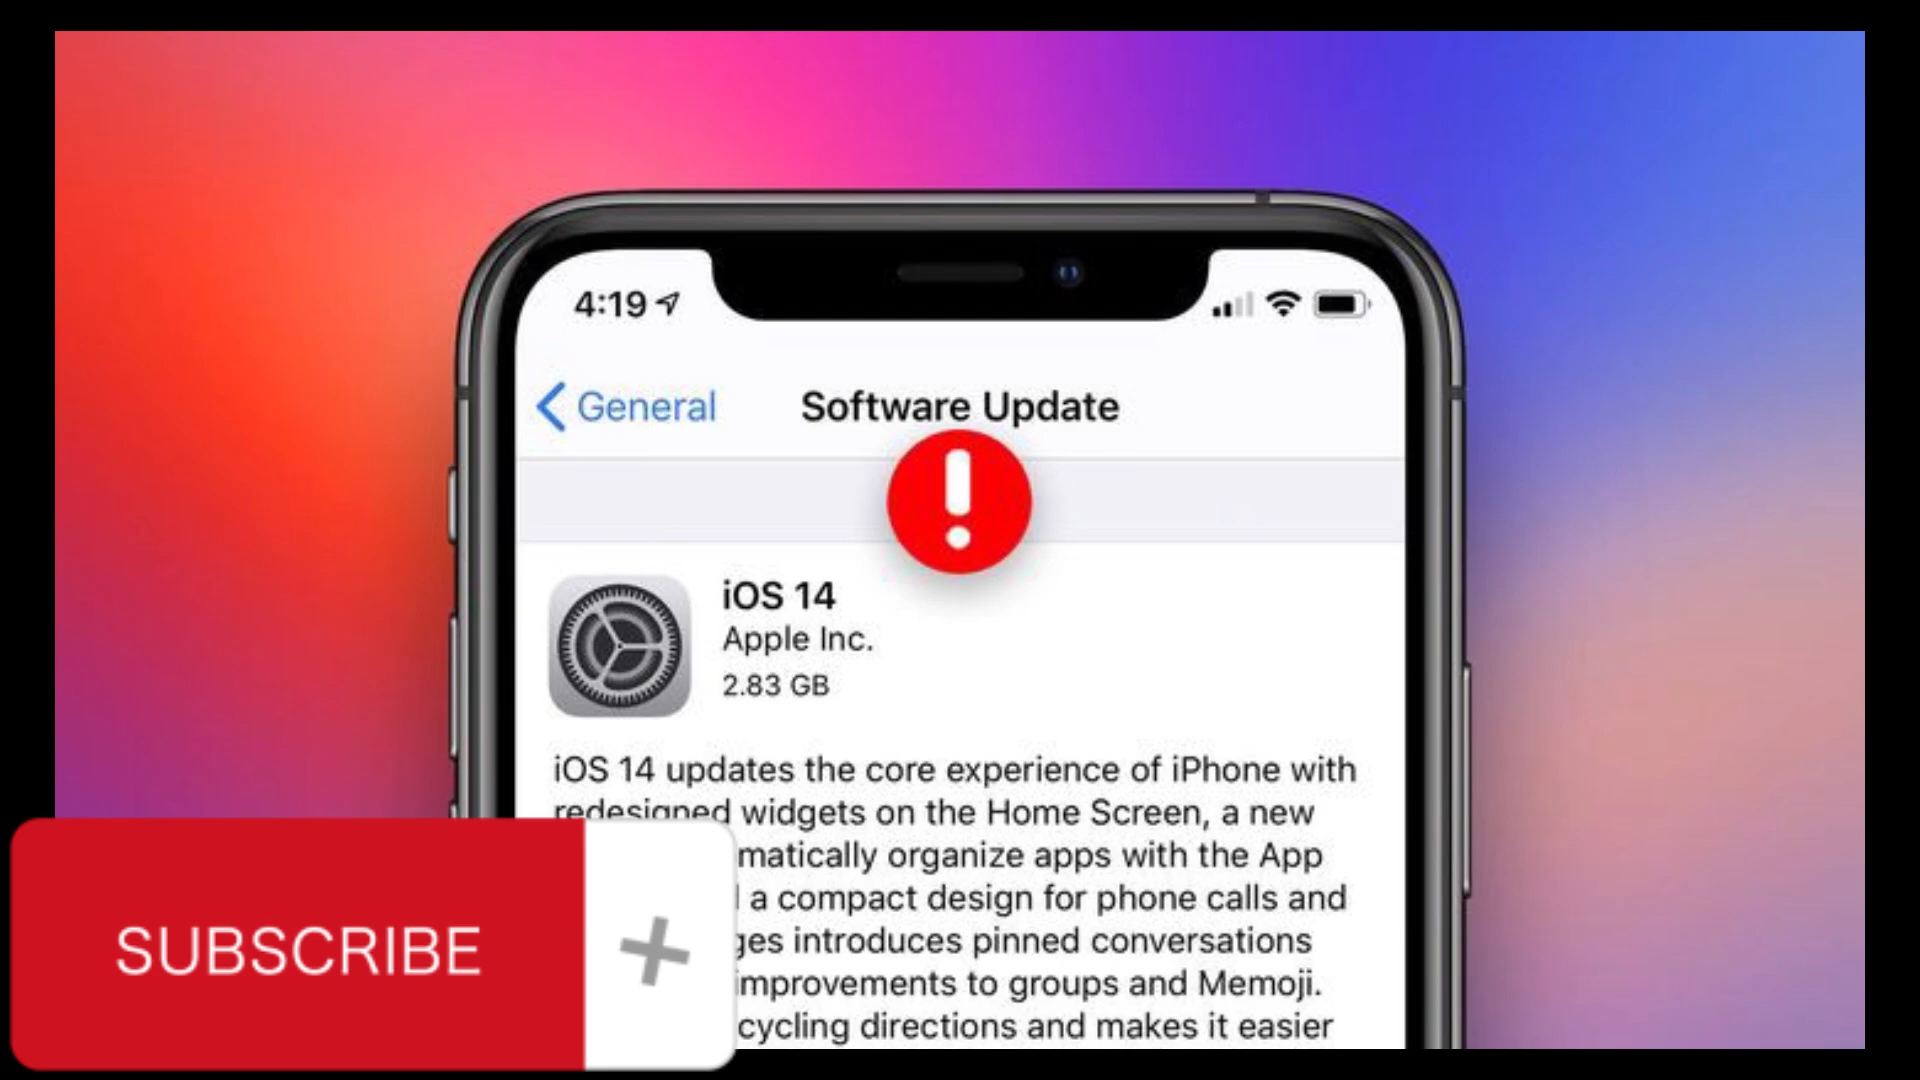 4:19
General
Software Update
iOS 14
Apple Inc.
2.83 GB
iOS 14 updates the core experience of iPhone with
redesigned widgets on the Home Screen, a new
matically organize apps with the App
a compact design for phone calls and
ges introduces pinned conversations
improvements to groups and Memoji.
cycling directions and makes it easier
SUBSCRIBE